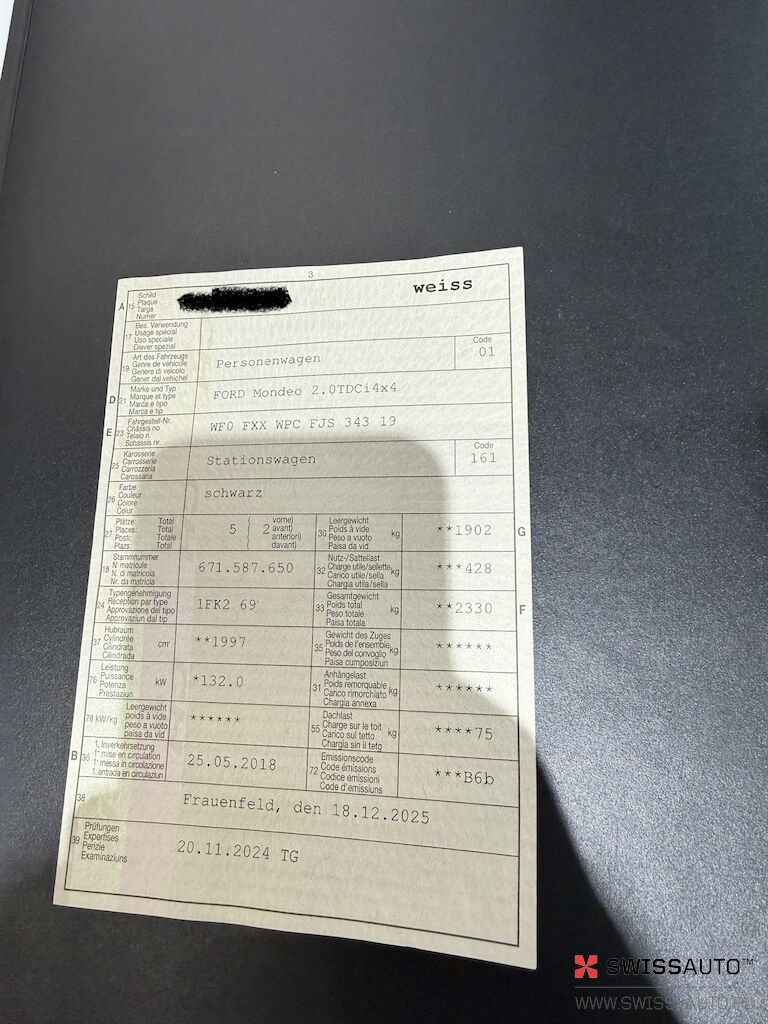 3
A 15 Schild
Plaque
Targa
Numer
weiss
17 Bes. Verwendung
Usage spécial
Uso speciale
Diever spezial
19 Art des Fahrzeugs
Genre de véhicule
Genere di veicolo
Gener dal vehichel
Personenwagen
Code
01
D 21 Marke und Typ
Marque et type
Marca e tipo
Marca e tip
FORD Mondeo 2.0TDCi4x4
E 23 Fahrgestell-Nr.
Châssis no
Telaio n.
Schassis nr.
WF0 FXX WPC FJS 343 19
25 Karosserie
Carrosserie
Carrozzeria
Carossaria
Stationswagen
Code
161
26 Farbe
Couleur
Colore
Colur
schwarz
27 Plätze: Total
Places: Total
Posti: Totale
Plazs: Total
5 ( 2 vorne)
avant)
anteriori)
davant)
30 Leergewicht
Poids à vide
Peso a vuoto
Paisa da vid
kg
**1902
G
18 Stammnummer
N° matricule
N. di matricola
Nr. da matricla
671.587.650
32 Nutz-/Sattellast
Charge utile/sellette
Carico utile/sella
Chargia utila/sella
kg
***428
24 Typengenehmigung
Réception par type
Approvazione del tipo
Approvaziun dal tip
1FK2 69
33 Gesamtgewicht
Poids total
Peso totale
Paisa totala
kg
**2330
F
37 Hubraum
Cylindrée
Cilindrata
Cilindrada
cm³
**1997
35 Gewicht des Zuges
Poids de l'ensemble
Peso del convoglio
Paisa cumposiziun
kg
******
76 Leistung
Puissance
Potenza
Prestaziun
kW
*132.0
31 Anhängelast
Poids remorquable
Carico rimorchiato
Chargia annexa
kg
******
78 kW/kg Leergewicht
poids à vide
peso a vuoto
paisa da vid
******
55 Dachlast
Charge sur le toit
Carico sul tetto
Chargia sin il tetg
kg
****75
B 36 1. Inverkehrsetzung
1re mise en circulation
1a messa in circolazione
1. entrada en circulaziun
25.05.2018
72 Emissionscode
Code émissions
Codice emissioni
Code d'emissiuns
***B6b
38
Frauenfeld, den 18.12.2025
39 Prüfungen
Expertises
Perizie
Examinaziuns
20.11.2024 TG
SWISSAUTO™